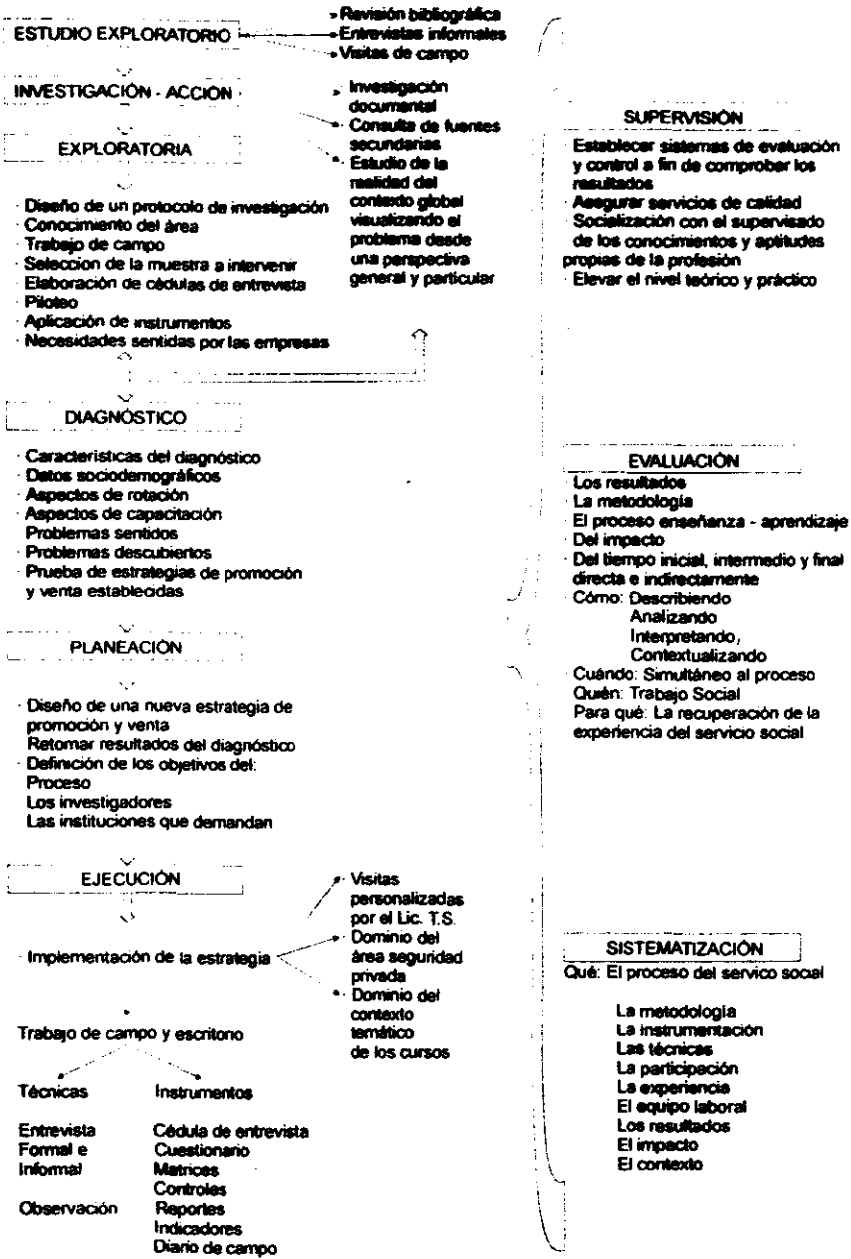 ESTUDIO EXPLORATORIO
Revisión bibliográfica
Entrevistas informales
Visitas de campo
INVESTIGACIÓN - ACCIÓN
Investigación
documental
Consulta de fuentes
secundarias
Estudio de la
realidad del
contexto global
visualizando el
problema desde
una perspectiva
general y particular
EXPLORATORIA
· Diseño de un protocolo de investigación
· Conocimiento del área
· Trabajo de campo
· Seleccion de la muestra a intervenir
· Elaboración de cédulas de entrevista
· Piloteo
· Aplicación de instrumentos
· Necesidades sentidas por las empresas
DIAGNÓSTICO
· Características del diagnóstico
· Datos sociodemográficos
· Aspectos de rotación
· Aspectos de capacitación
Problemas sentidos
· Problemas descubiertos
· Prueba de estrategias de promoción
y venta establecidas
PLANEACIÓN
· Diseño de una nueva estrategia de
promoción y venta
Retomar resultados del diagnóstico
· Definición de los objetivos del:
Proceso
Los investigadores
Las instituciones que demandan
EJECUCIÓN
· Implementación de la estrategia
· Visitas
personalizadas
por el Lic. T.S.
· Dominio del
área seguridad
privada
· Dominio del
contexto
temático
de los cursos
Trabajo de campo y escritorio
Técnicas
Entrevista
Formal e
Informal
Observación
Instrumentos
Cédula de entrevista
Cuestionario
Matrices
Controles
Reportes
Indicadores
Diario de campo
SUPERVISIÓN
· Establecer sistemas de evaluación
y control a fin de comprobar los
resultados
· Asegurar servicios de calidad
· Socialización con el supervisado
de los conocimientos y aptitudes
propias de la profesión
· Elevar el nivel teórico y práctico
EVALUACIÓN
· Los resultados
· La metodología
· El proceso enseñanza - aprendizaje
· Del impacto
· Del tiempo inicial, intermedio y final
directa e indirectamente
· Cómo: Describiendo
Analizando
Interpretando,
Contextualizando
· Cuándo: Simultáneo al proceso
Quién: Trabajo Social
Para qué: La recuperación de la
experiencia del servicio social
SISTEMATIZACIÓN
Qué: El proceso del servico social
La metodología
La instrumentación
Las técnicas
La participación
La experiencia
El equipo laboral
Los resultados
El impacto
El contexto